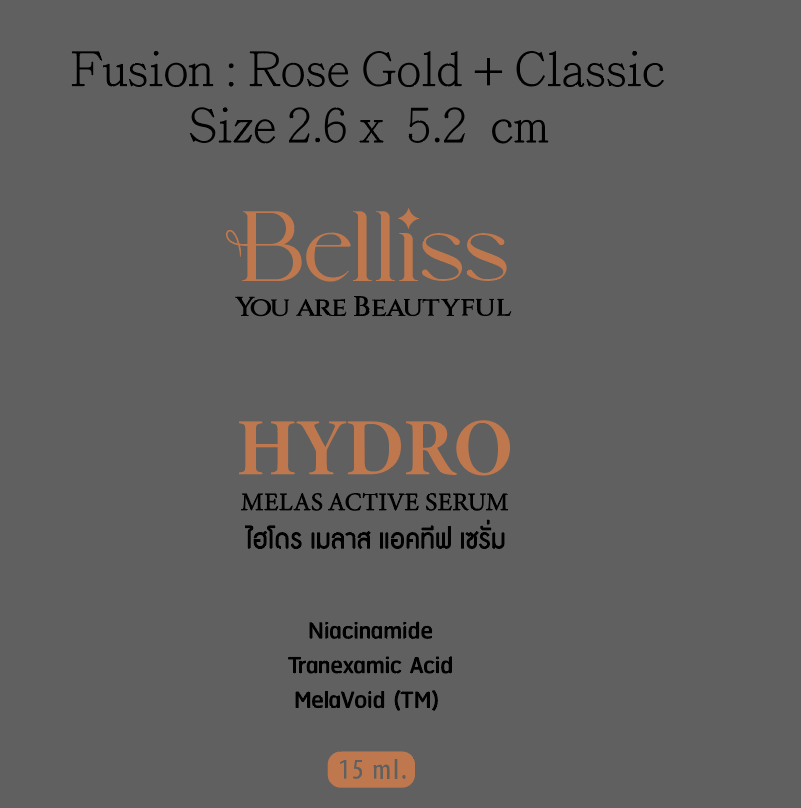 Fusion : Rose Gold + Classic
Size 2.6 x 5.2 cm
Belliss
YOU ARE BEAUTYFUL
HYDRO
MELAS ACTIVE SERUM
ไฮโดร เมลาส แอคทีฟ เซรั่ม
Niacinamide
Tranexamic Acid
MelaVoid (TM)
15 ml.